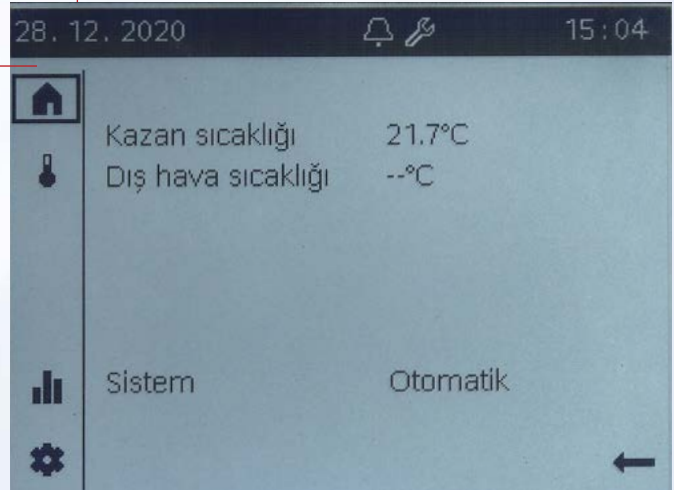 28. 12. 2020 15:04
Kazan sıcaklığı 21.7°C
Dış hava sıcaklığı --°C
Sistem Otomatik